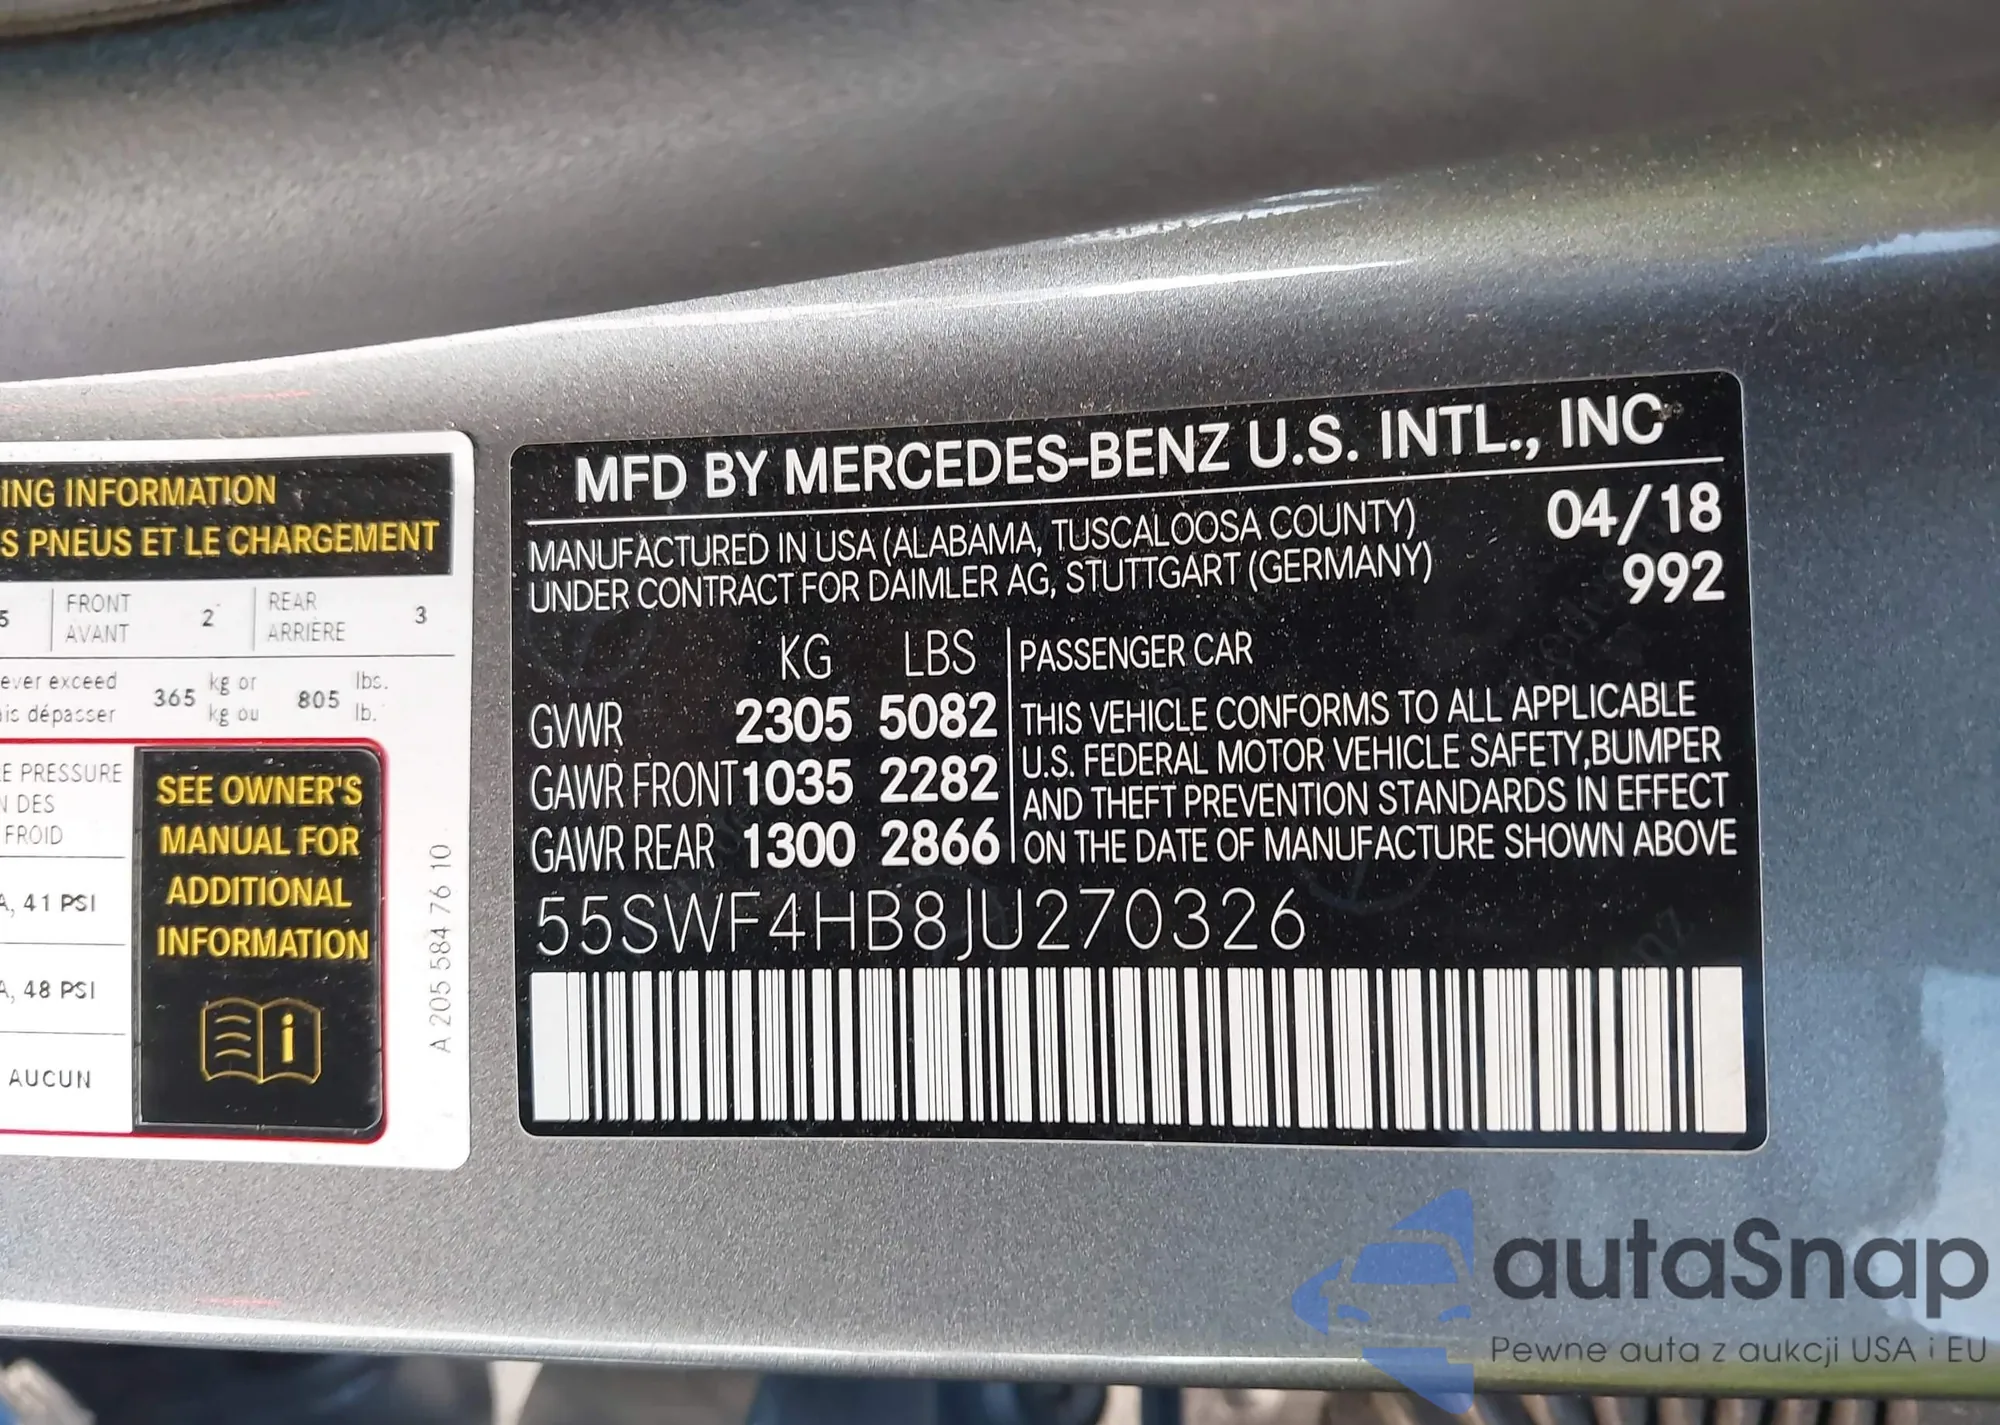 ING INFORMATION
S PNEUS ET LE CHARGEMENT
5 FRONT 2 REAR 3
AVANT ARRIÈRE
ever exceed 365 kg or 805 lbs.
is dépasser kg ou lb.
E PRESSURE
N DES
FROID
A, 41 PSI
A, 48 PSI
AUCUN
SEE OWNER'S
MANUAL FOR
ADDITIONAL
INFORMATION
i
A 205 584 76 10
MFD BY MERCEDES-BENZ U.S. INTL., INC
MANUFACTURED IN USA (ALABAMA, TUSCALOOSA COUNTY) 04/18
UNDER CONTRACT FOR DAIMLER AG, STUTTGART (GERMANY) 992
KG LBS
GVWR 2305 5082
GAWR FRONT 1035 2282
GAWR REAR 1300 2866
PASSENGER CAR
THIS VEHICLE CONFORMS TO ALL APPLICABLE
U.S. FEDERAL MOTOR VEHICLE SAFETY,BUMPER
AND THEFT PREVENTION STANDARDS IN EFFECT
ON THE DATE OF MANUFACTURE SHOWN ABOVE
55SWF4HB8JU270326
autaSnap
Pewne auta z aukcji USA i EU